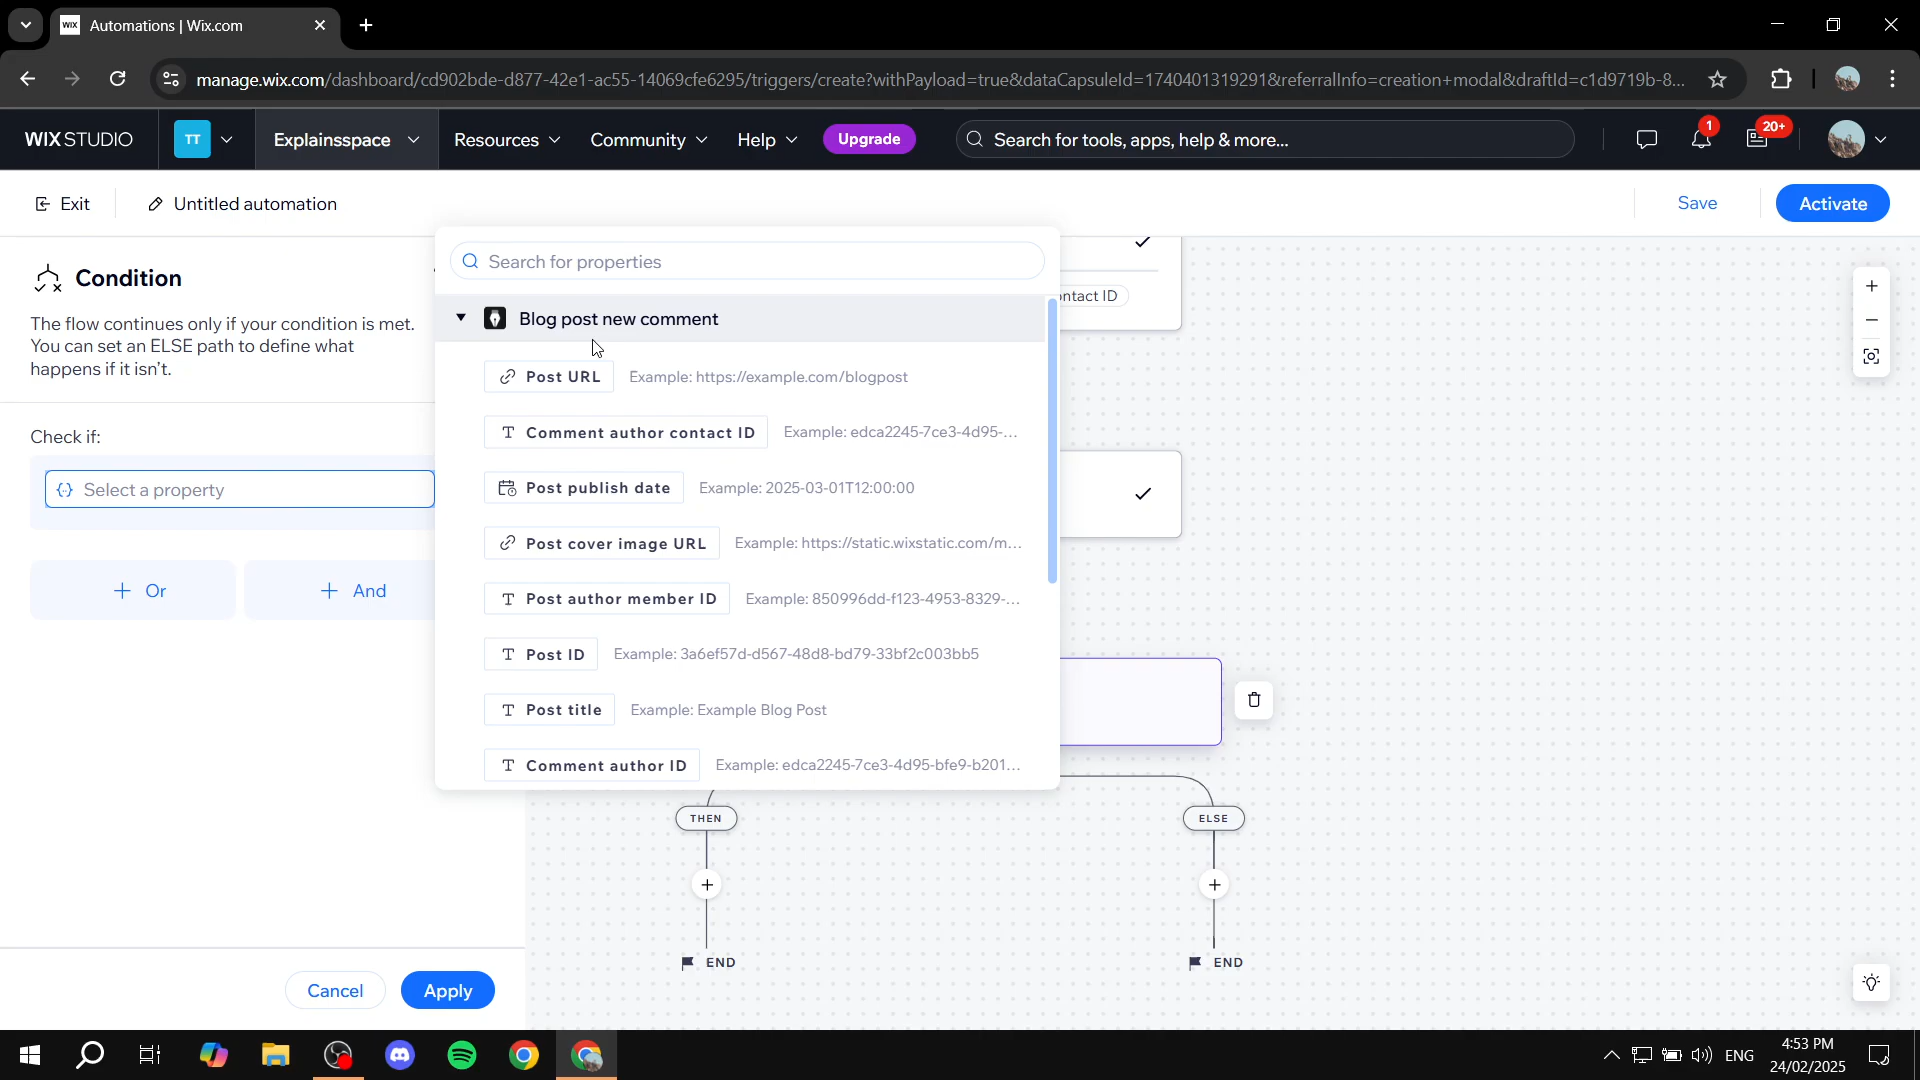 WIX Automations | Wix.com
manage.wix.com/dashboard/cd902bde-d877-42e1-ac55-14069cfe6295/triggers/create?withPayload=true&dataCapsuleId=1740401319291&referralInfo=creation+modal&draftId=c1d9719b-8...
WIX STUDIO TT Explainsspace Resources Community Help Upgrade Search for tools, apps, help & more... 1 20+
Exit Untitled automation Save Activate
Condition
The flow continues only if your condition is met.
You can set an ELSE path to define what
happens if it isn't.
Check if:
{·} Select a property
+ Or + And
Cancel Apply
Search for properties
Blog post new comment
Post URL Example: https://example.com/blogpost
T Comment author contact ID Example: edca2245-7ce3-4d95-...
Post publish date Example: 2025-03-01T12:00:00
Post cover image URL Example: https://static.wixstatic.com/m...
T Post author member ID Example: 850996dd-f123-4953-8329-...
T Post ID Example: 3a6ef57d-d567-48d8-bd79-33bf2c003bb5
T Post title Example: Example Blog Post
T Comment author ID Example: edca2245-7ce3-4d95-bfe9-b201...
ntact ID
THEN ELSE
END END
ENG 4:53 PM
24/02/2025